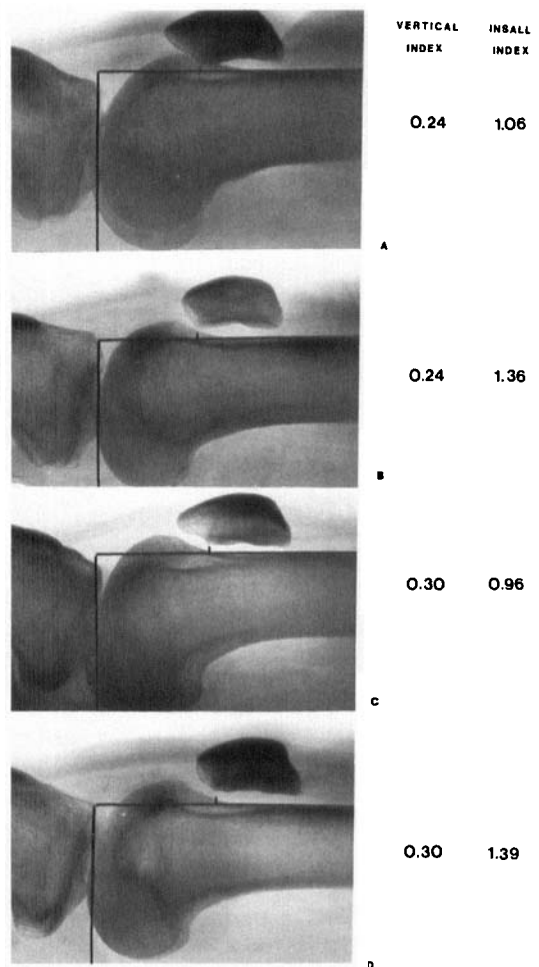 VERTICAL INSALL
INDEX INDEX
0.24 1.06
A
0.24 1.36
B
0.30 0.96
C
0.30 1.39
D